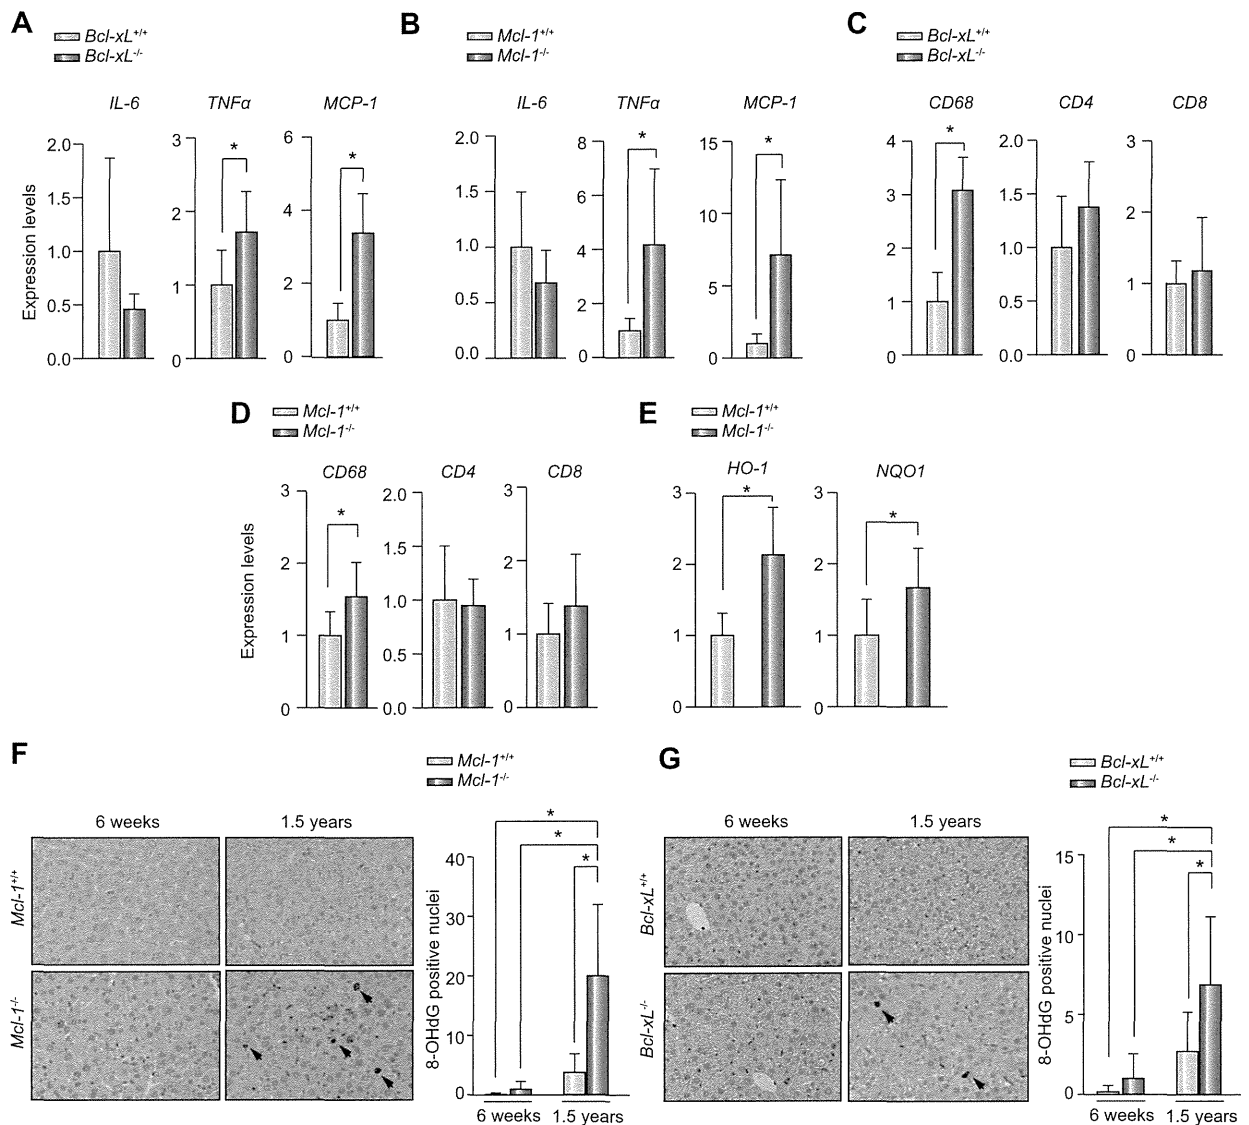 A
Bcl-xL+/+
Bcl-xL-/-
IL-6
TNFα
MCP-1
Expression levels
2.0
1.0
0.5
0.0
3
2
1
0
6
4
2
0
*
*
B
Mcl-1+/+
Mcl-1-/-
IL-6
TNFα
MCP-1
2.0
1.5
1.0
0.5
0.0
8
6
4
2
0
15
10
5
0
*
*
C
Bcl-xL+/+
Bcl-xL-/-
CD68
CD4
CD8
4
3
2
1
0
2.0
1.5
1.0
0.5
0.0
3
2
1
0
*
D
Mcl-1+/+
Mcl-1-/-
CD68
CD4
CD8
Expression levels
3
2
1
0
2.0
1.5
1.0
0.5
0.0
3
2
1
0
*
E
Mcl-1+/+
Mcl-1-/-
HO-1
NQO1
3
2
1
0
3
2
1
0
*
*
F
Mcl-1+/+
Mcl-1-/-
6 weeks
1.5 years
Mcl-1+/+
Mcl-1-/-
8-OHdG positive nuclei
40
30
20
10
0
*
*
*
6 weeks
1.5 years
G
Bcl-xL+/+
Bcl-xL-/-
6 weeks
1.5 years
Bcl-xL+/+
Bcl-xL-/-
8-OHdG positive nuclei
15
10
5
0
*
*
*
6 weeks
1.5 years